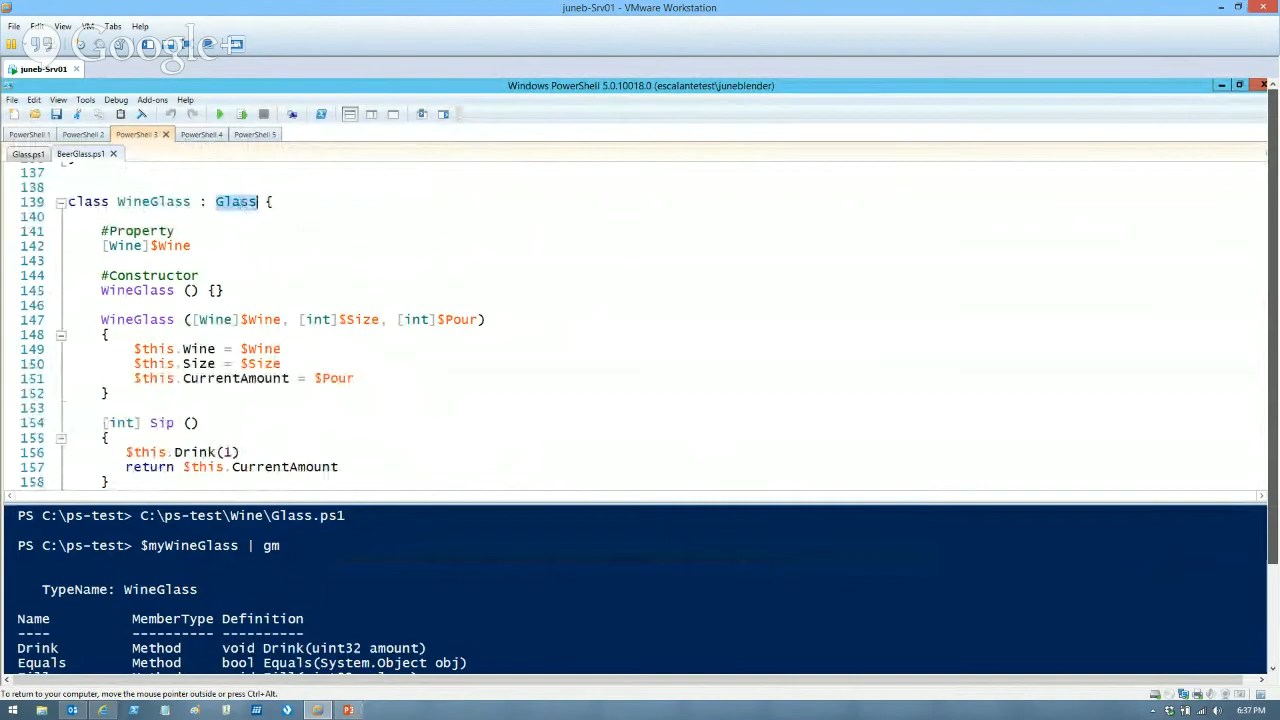 juneb-Srv01 - VMware Workstation
File Edit View VM Tabs Help
Google+
juneb-Srv01 ×
Windows PowerShell 5.0.10018.0 (escalantetest\juneblender)
File Edit View Tools Debug Add-ons Help
PowerShell 1 PowerShell 2 PowerShell 3 × PowerShell 4 PowerShell 5
Glass.ps1 BeerGlass.ps1 ×
137
138
139 class WineGlass : Glass {
140
141 #Property
142 [Wine]$Wine
143
144 #Constructor
145 WineGlass () {}
146
147 WineGlass ([Wine]$Wine, [int]$Size, [int]$Pour)
148 {
149 $this.Wine = $Wine
150 $this.Size = $Size
151 $this.CurrentAmount = $Pour
152 }
153
154 [int] Sip ()
155 {
156 $this.Drink(1)
157 return $this.CurrentAmount
158 }
PS C:\ps-test> C:\ps-test\Wine\Glass.ps1
PS C:\ps-test> $myWineGlass | gm
TypeName: WineGlass
Name MemberType Definition
---- ---------- ----------
Drink Method void Drink(uint32 amount)
Equals Method bool Equals(System.Object obj)
To return to your computer, move the mouse pointer outside or press Ctrl+Alt.
6:37 PM